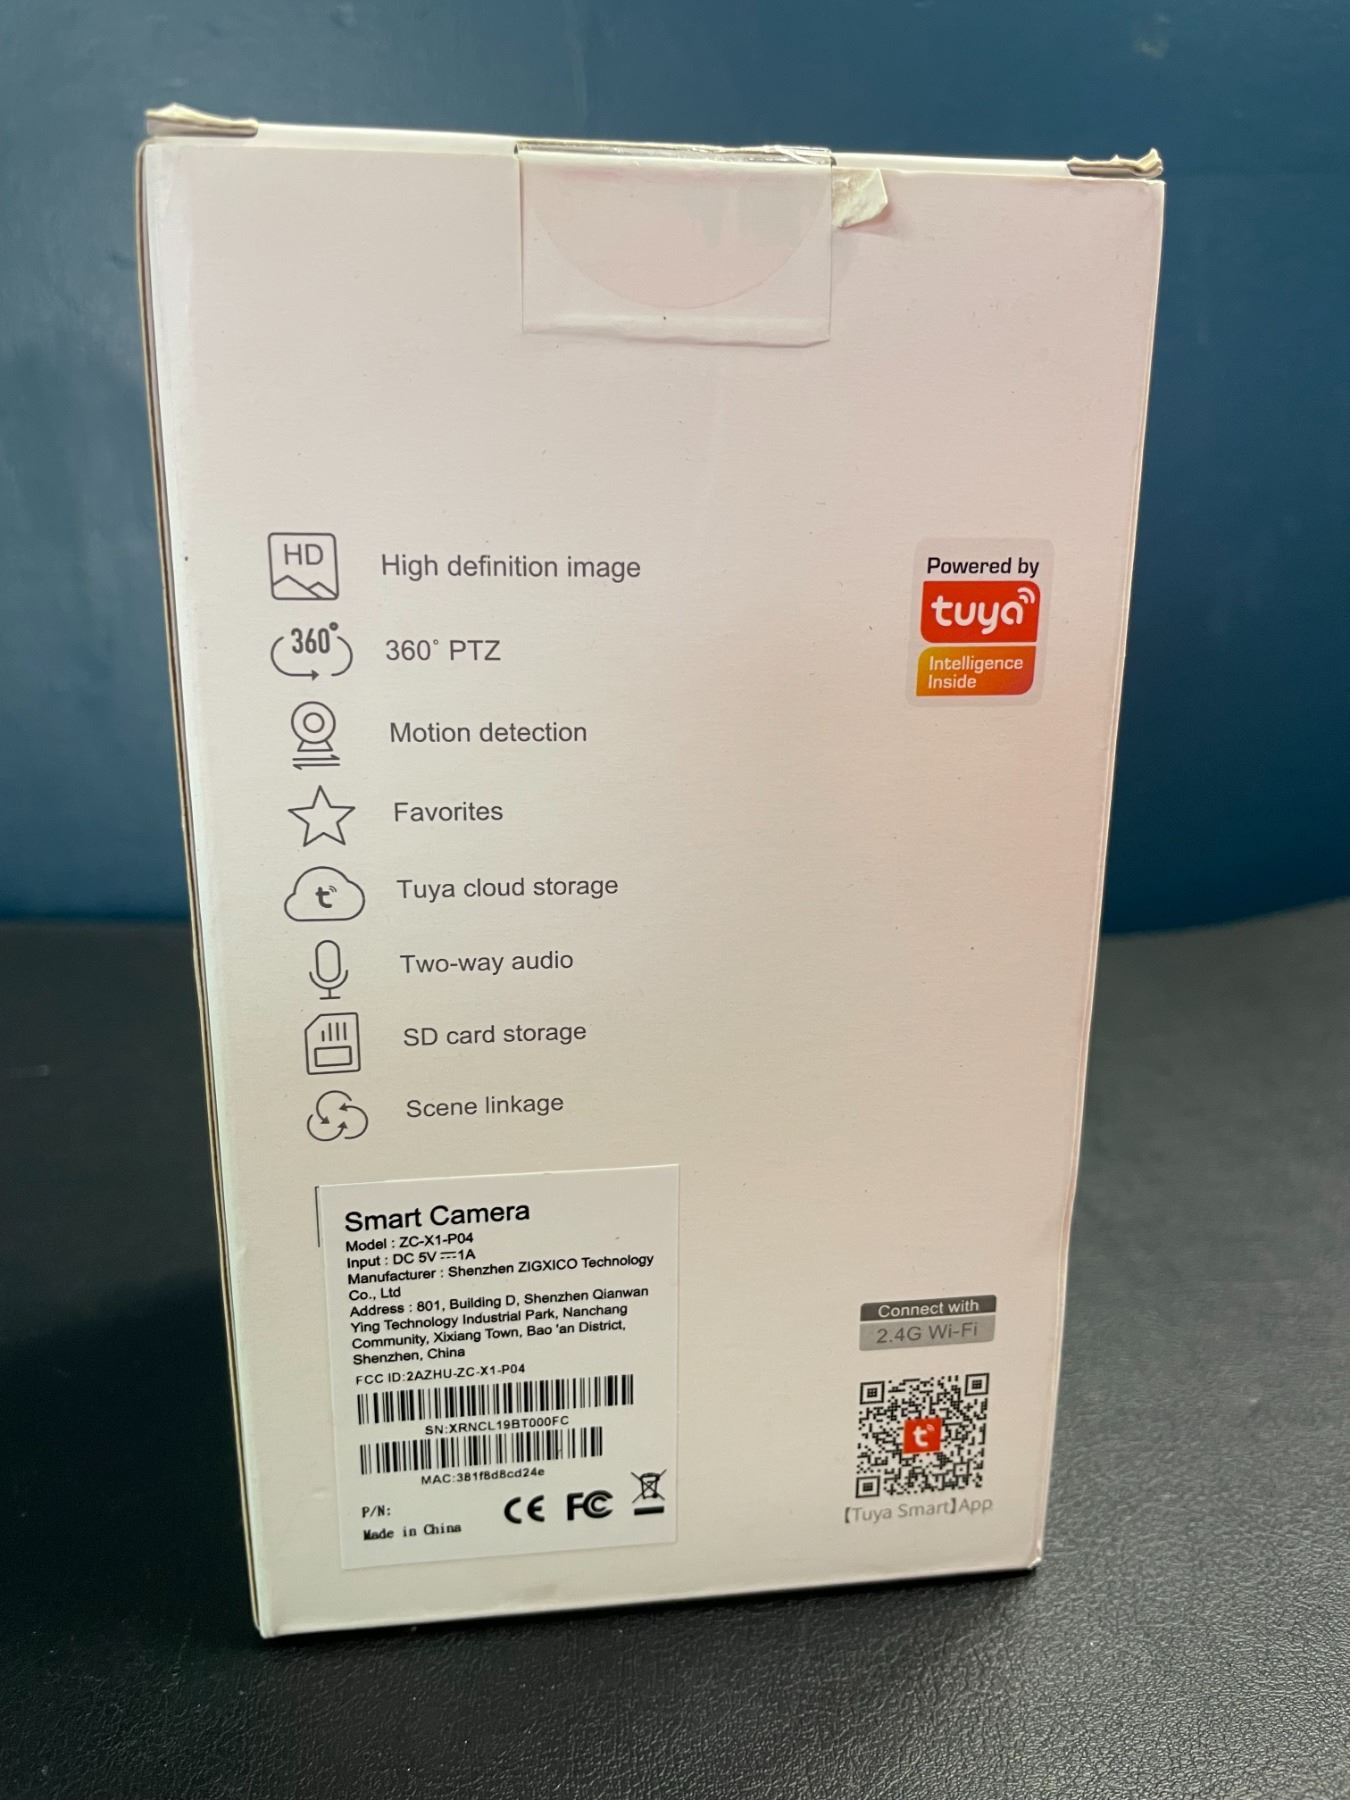 HD
High definition image
360°
360° PTZ
Motion detection
Favorites
t
Tuya cloud storage
Two-way audio
SD card storage
Scene linkage
Powered by
tuya
Intelligence
Inside
Smart Camera
Model : ZC-X1-P04
Input : DC 5V⎓1A
Manufacturer : Shenzhen ZIGXICO Technology
Co., Ltd
Address : 801, Building D, Shenzhen Qianwan
Ying Technology Industrial Park, Nanchang
Community, Xixiang Town, Bao 'an District,
Shenzhen, China
FCC ID:2AZHU-ZC-X1-P04
SN:XRNCL19BT000FC
MAC:381f8d8cd24e
P/N:
Made in China
CE FC
Connect with
2.4G Wi-Fi
t
【Tuya Smart】App